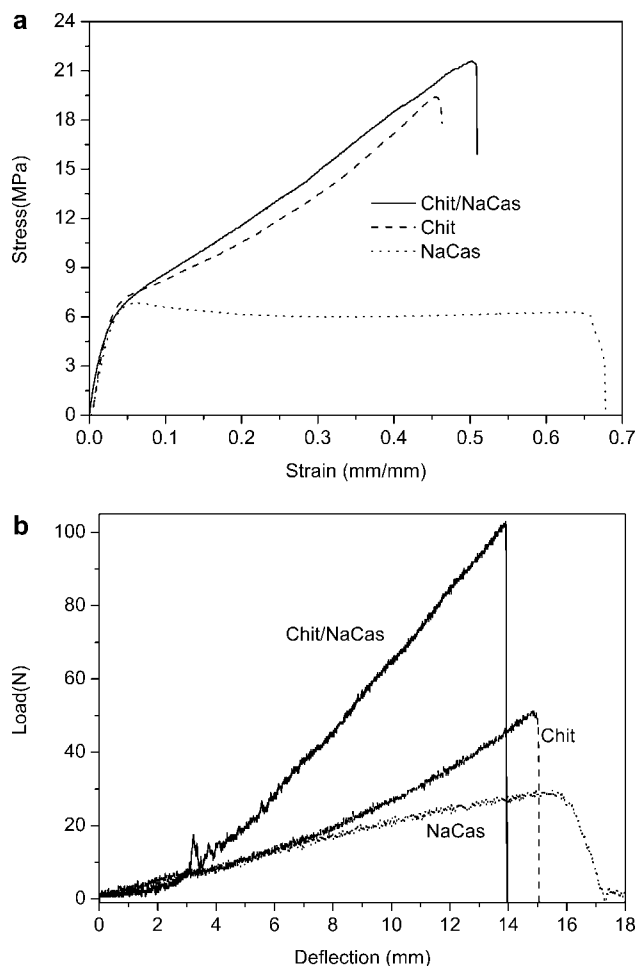 a
24
21
18
15
12
9
6
3
0
Stress(MPa)
Chit/NaCas
Chit
NaCas
0.0 0.1 0.2 0.3 0.4 0.5 0.6 0.7
Strain (mm/mm)
b
100
80
60
40
20
0
Load(N)
Chit/NaCas
Chit
NaCas
0 2 4 6 8 10 12 14 16 18
Deflection (mm)